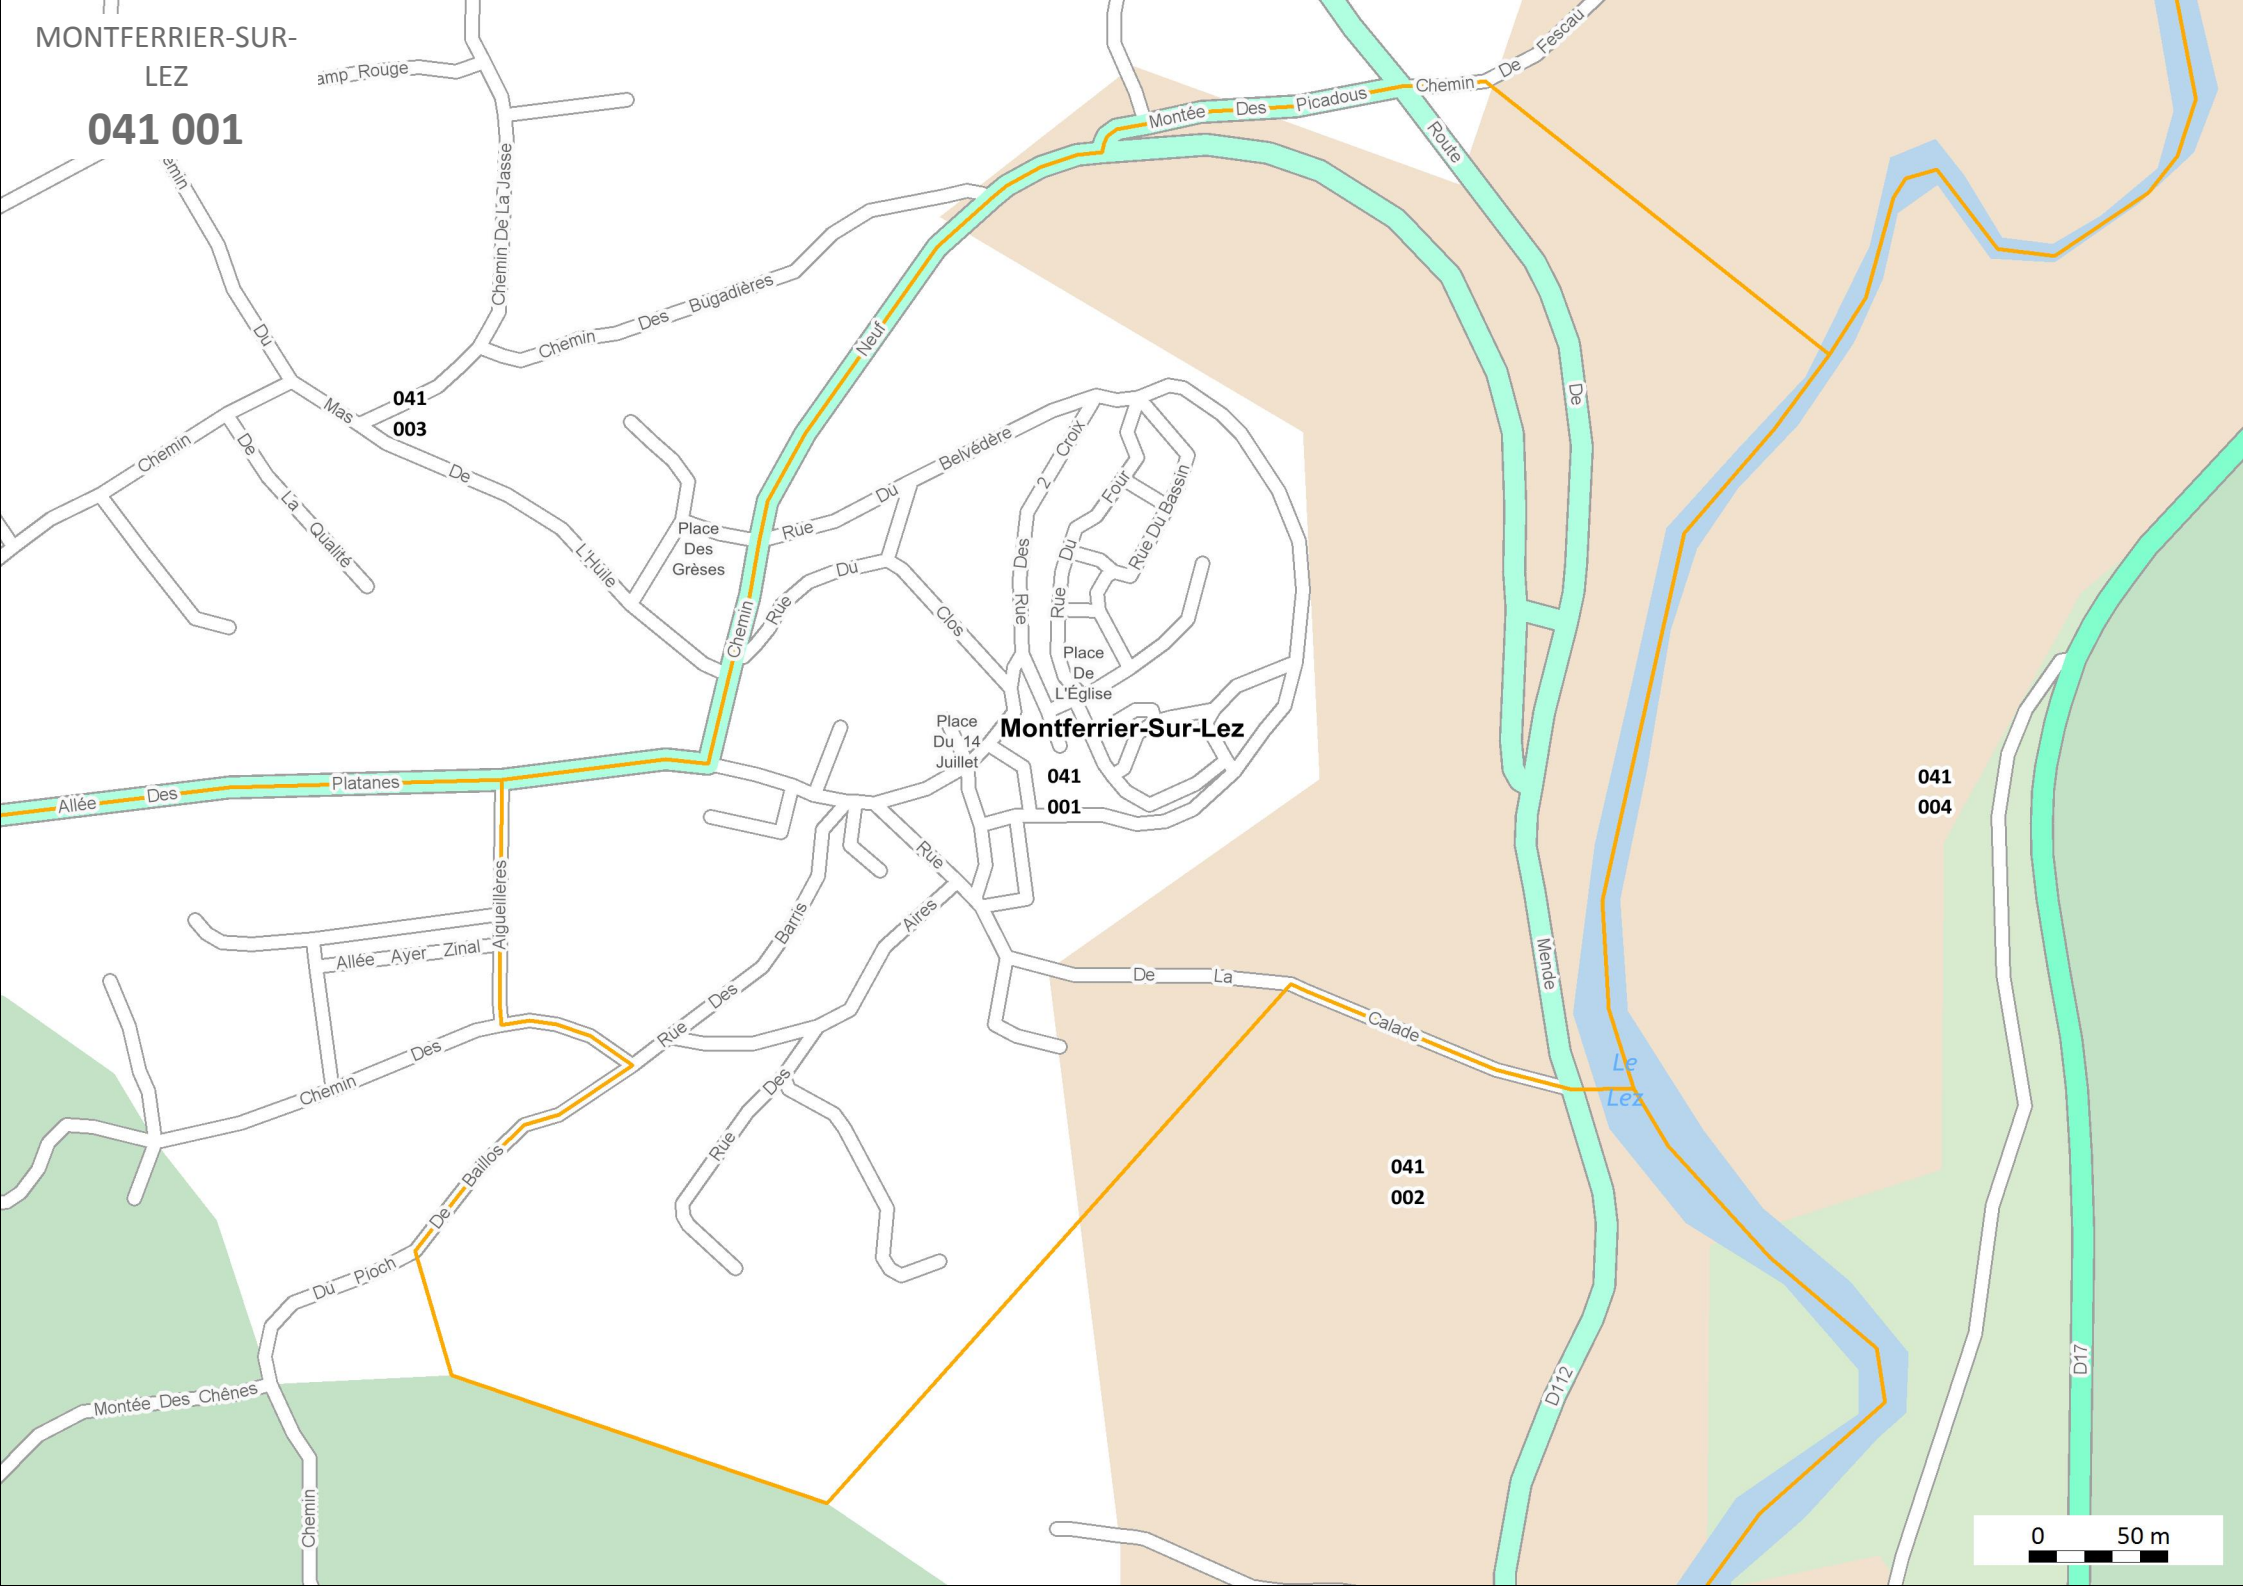 MONTFERRIER-SUR-
LEZ
041 001
amp Rouge
emin
Du
Mas
De
L'Huile
Chemin De La Jasse
Chemin Des Bugadières
Montée Des Picadous
Chemin De Fescau
Route
De
Mende
D112
Neuf
Chemin
041
003
Chemin
De
La
Qualité
Place
Des
Grèses
Rue Du Belvédère
Rue Du
Clos
2 Croix
Des
Rue
Four
Du
Rue
Rue Du Bassin
Place
De
L'Église
Place
Du 14
Juillet
Montferrier-Sur-Lez
041
001
041
004
Allée Des Platanes
Aigueillères
Allée Ayer Zinal
Des
Chemin
Rue
Aires
Barris
Des
Rue
Des
Rue
De La
Calade
Le
Lez
041
002
Baillos
De
Du Pioch
Montée Des Chênes
Chemin
D17
0 50 m